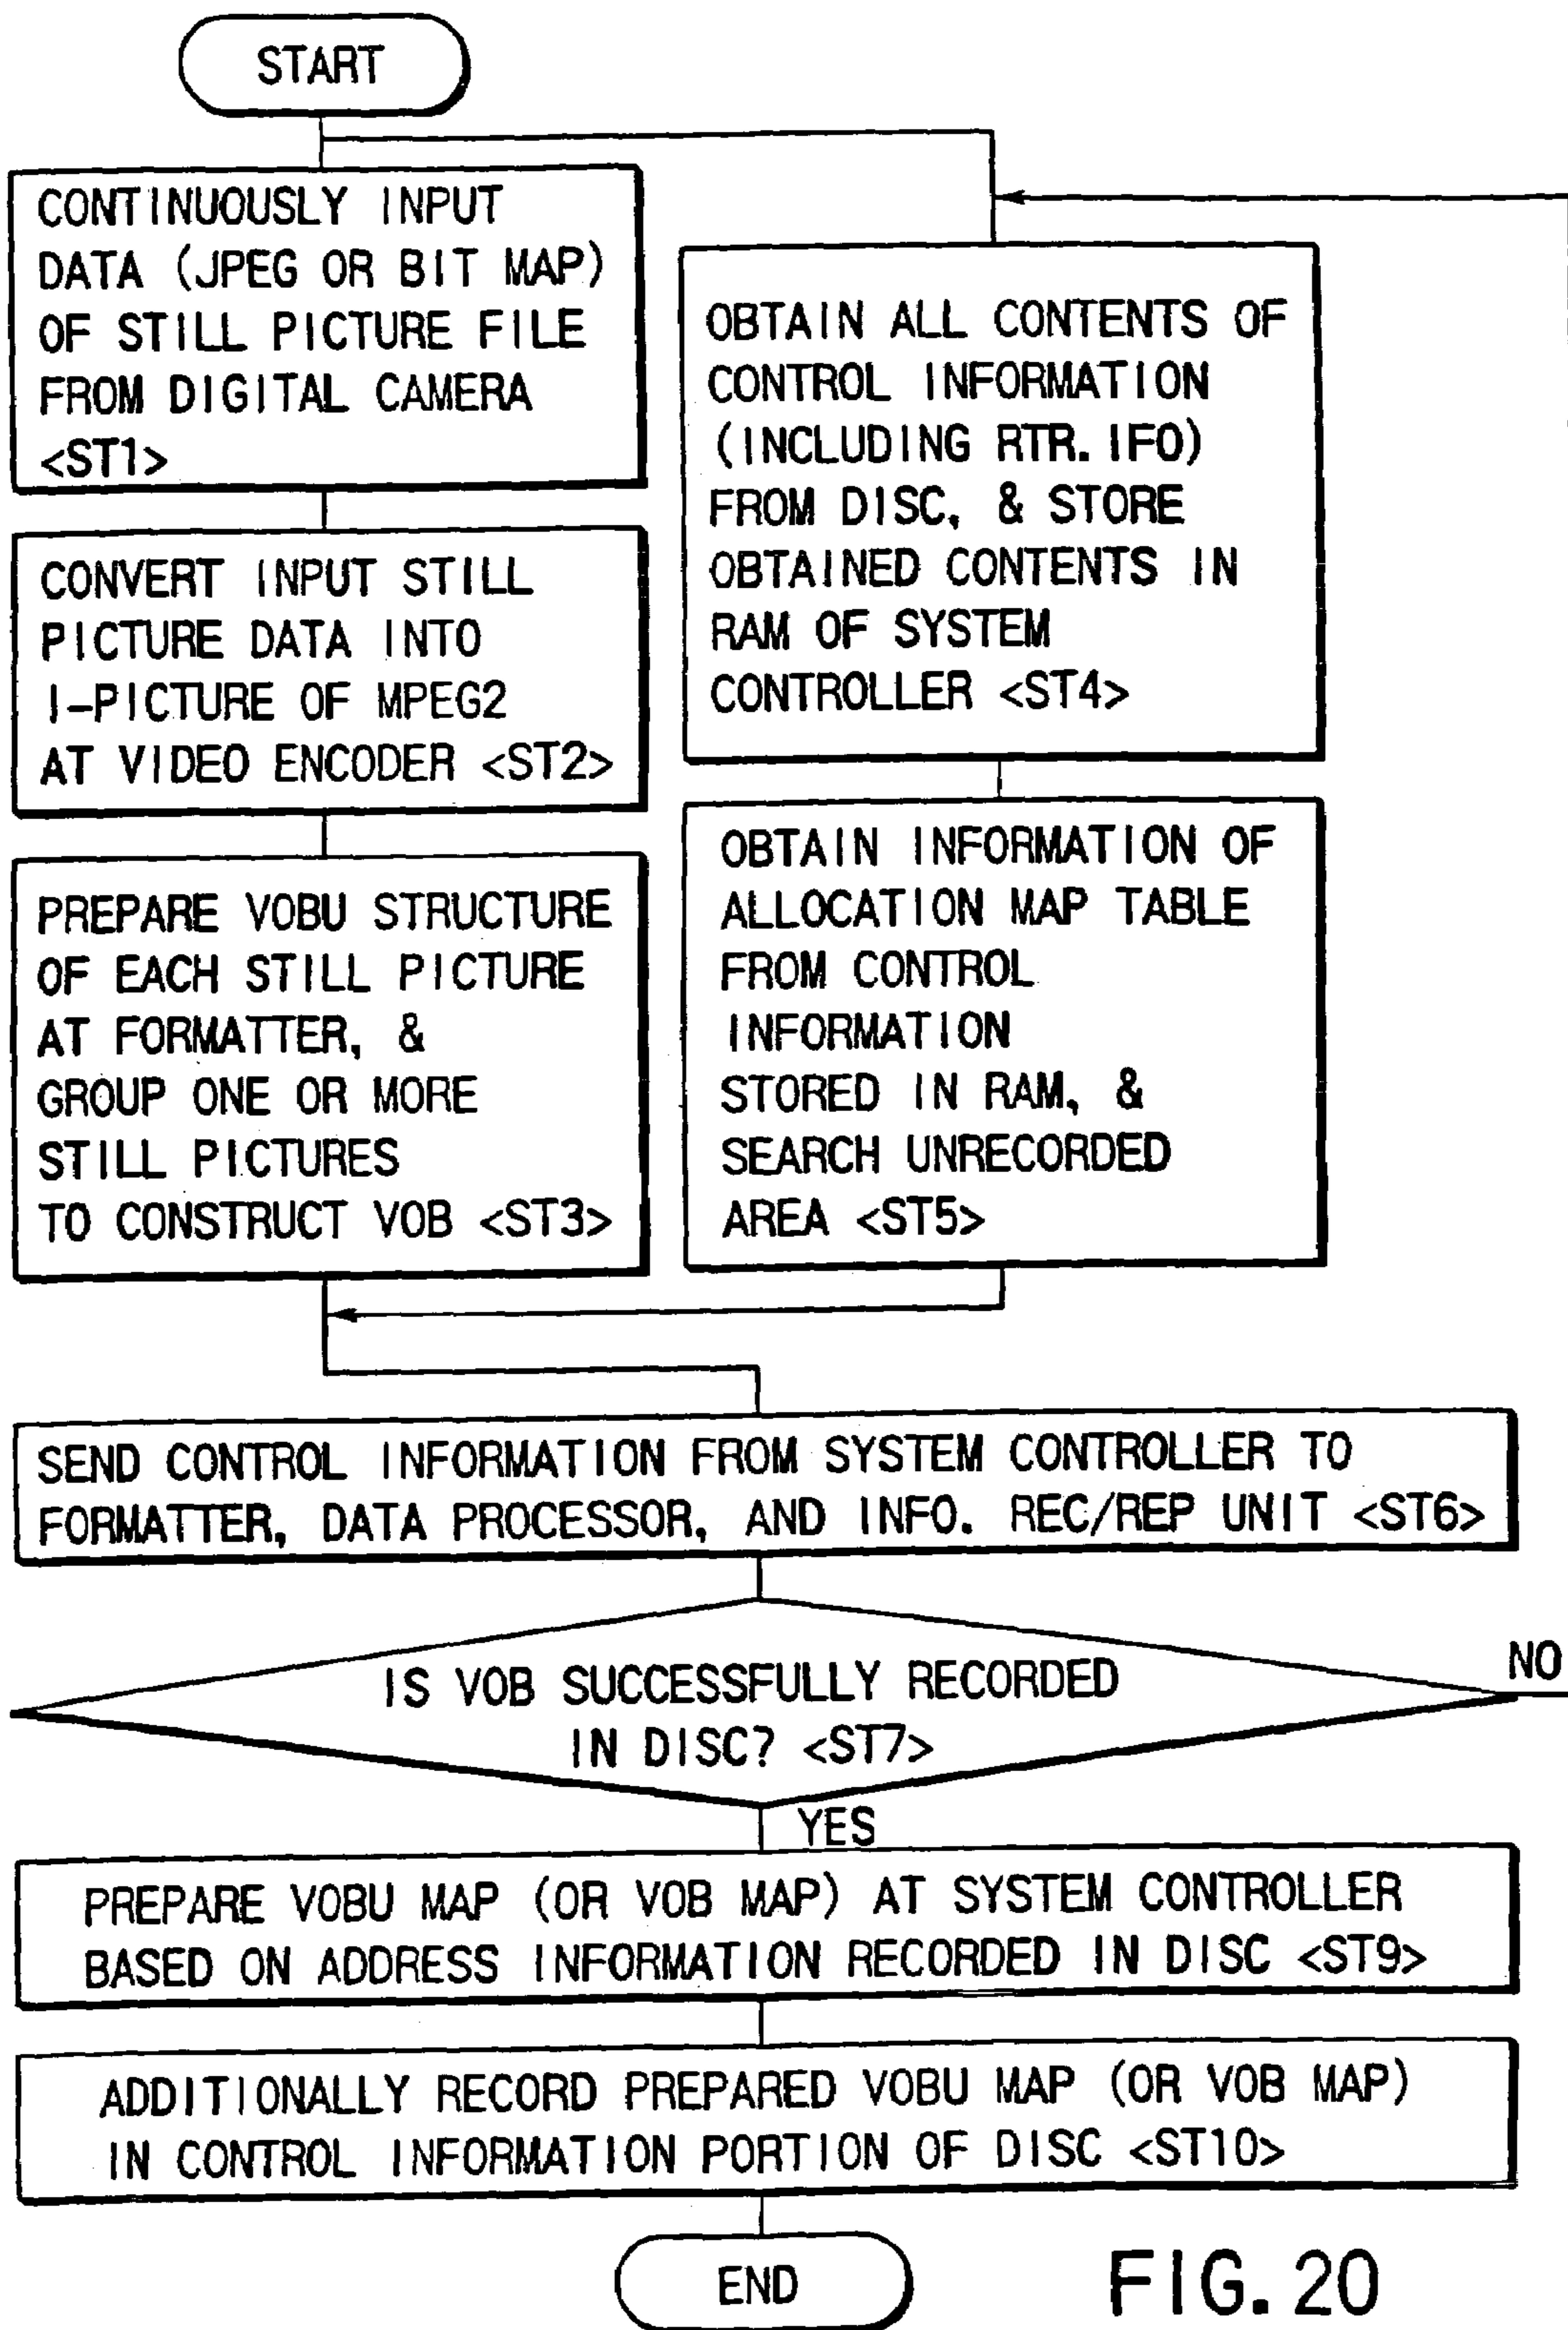 START
CONTINUOUSLY INPUT
DATA (JPEG OR BIT MAP)
OF STILL PICTURE FILE
FROM DIGITAL CAMERA
<ST1>
CONVERT INPUT STILL
PICTURE DATA INTO
I-PICTURE OF MPEG2
AT VIDEO ENCODER <ST2>
PREPARE VOBU STRUCTURE
OF EACH STILL PICTURE
AT FORMATTER, &
GROUP ONE OR MORE
STILL PICTURES
TO CONSTRUCT VOB <ST3>
OBTAIN ALL CONTENTS OF
CONTROL INFORMATION
(INCLUDING RTR. IFO)
FROM DISC, & STORE
OBTAINED CONTENTS IN
RAM OF SYSTEM
CONTROLLER <ST4>
OBTAIN INFORMATION OF
ALLOCATION MAP TABLE
FROM CONTROL
INFORMATION
STORED IN RAM, &
SEARCH UNRECORDED
AREA <ST5>
SEND CONTROL INFORMATION FROM SYSTEM CONTROLLER TO
FORMATTER, DATA PROCESSOR, AND INFO. REC/REP UNIT <ST6>
IS VOB SUCCESSFULLY RECORDED
IN DISC? <ST7>
NO
YES
PREPARE VOBU MAP (OR VOB MAP) AT SYSTEM CONTROLLER
BASED ON ADDRESS INFORMATION RECORDED IN DISC <ST9>
ADDITIONALLY RECORD PREPARED VOBU MAP (OR VOB MAP)
IN CONTROL INFORMATION PORTION OF DISC <ST10>
END
FIG. 20